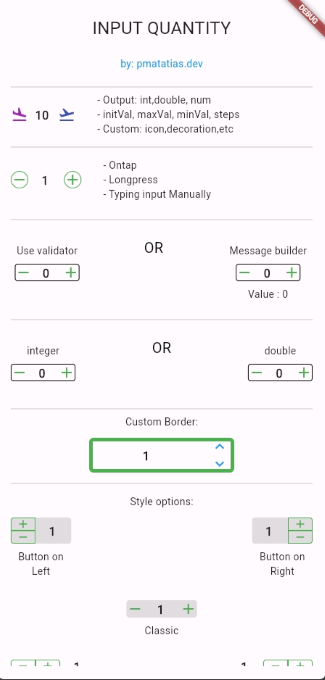 DEBUG
INPUT QUANTITY
by: pmatatias.dev
10
- Output: int,double, num
- initVal, maxVal, minVal, steps
- Custom: icon,decoration,etc
1
- Ontap
- Longpress
- Typing input Manually
Use validator
OR
Message builder
0
0
Value : 0
integer
OR
double
0
0
Custom Border:
1
Style options:
1
1
Button on
Left
Button on
Right
1
Classic
1
1